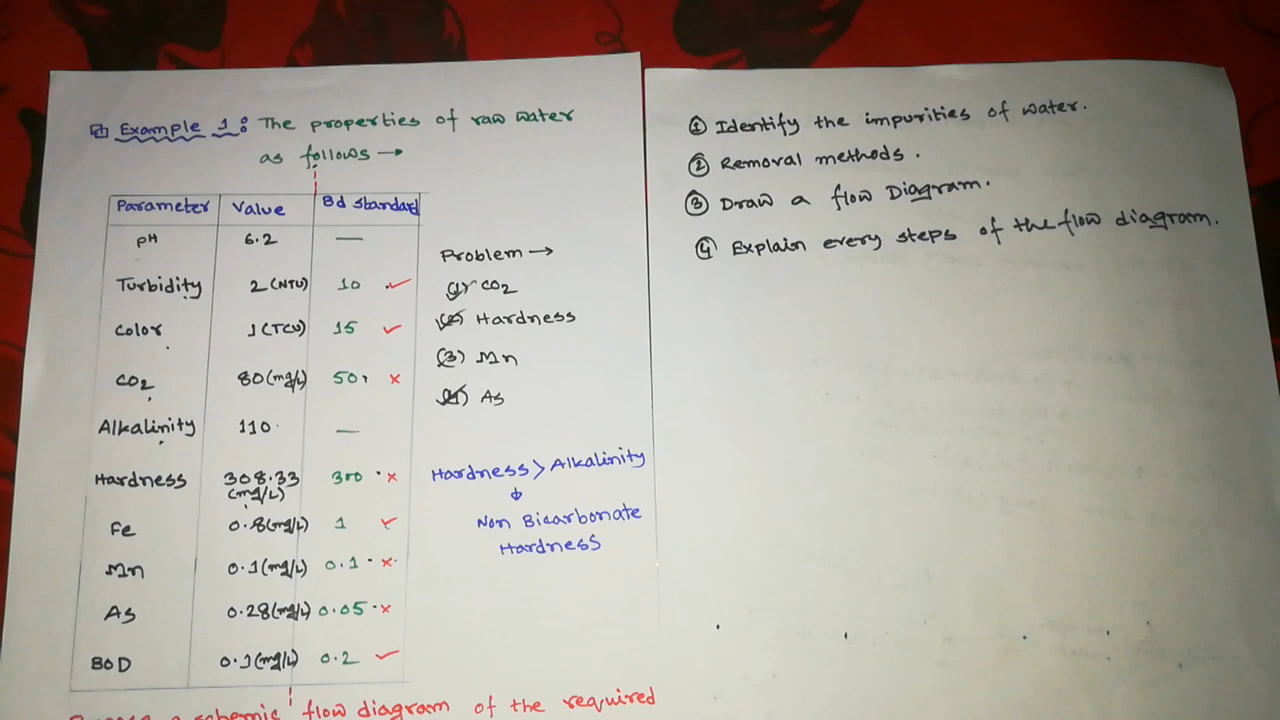 Example 1: The properties of raw water
as follows →
Parameter Value Bd standard
pH 6.2 —
Turbidity 2 (NTU) 10 ✓
Color 1 (TCU) 15 ✓
CO2 80 (mg/L) 50 ×
Alkalinity 110 —
Hardness 308.33 (mg/L) 300 ×
Fe 0.8 (mg/L) 1 ✓
Mn 0.1 (mg/L) 0.1 ×
As 0.28 (mg/L) 0.05 ×
BOD 0.1 (mg/L) 0.2 ✓
Problem →
(1) CO2
(2) Hardness
(3) Mn
(4) As
Hardness > Alkalinity
↓
Non Bicarbonate
Hardness
flow diagram of the required
① Identify the impurities of water.
② Removal methods.
③ Draw a flow Diagram.
④ Explain every steps of the flow diagram.